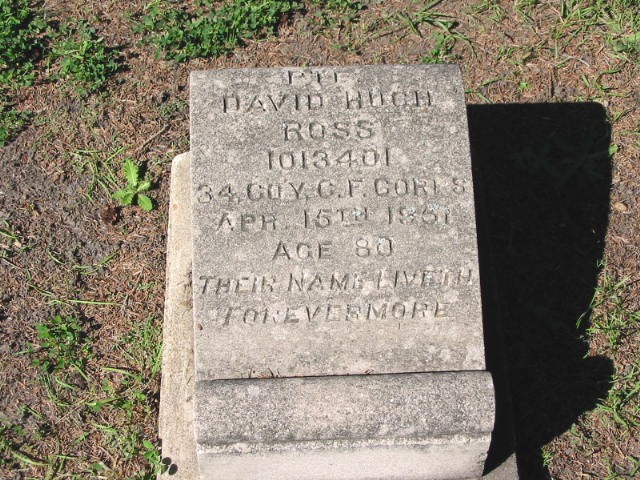 PTE
DAVID HUGH
ROSS
1013401
34, COY, C. F. CORPS
APR. 15TH 1951
AGE 80
THEIR NAME LIVETH
FOREVERMORE